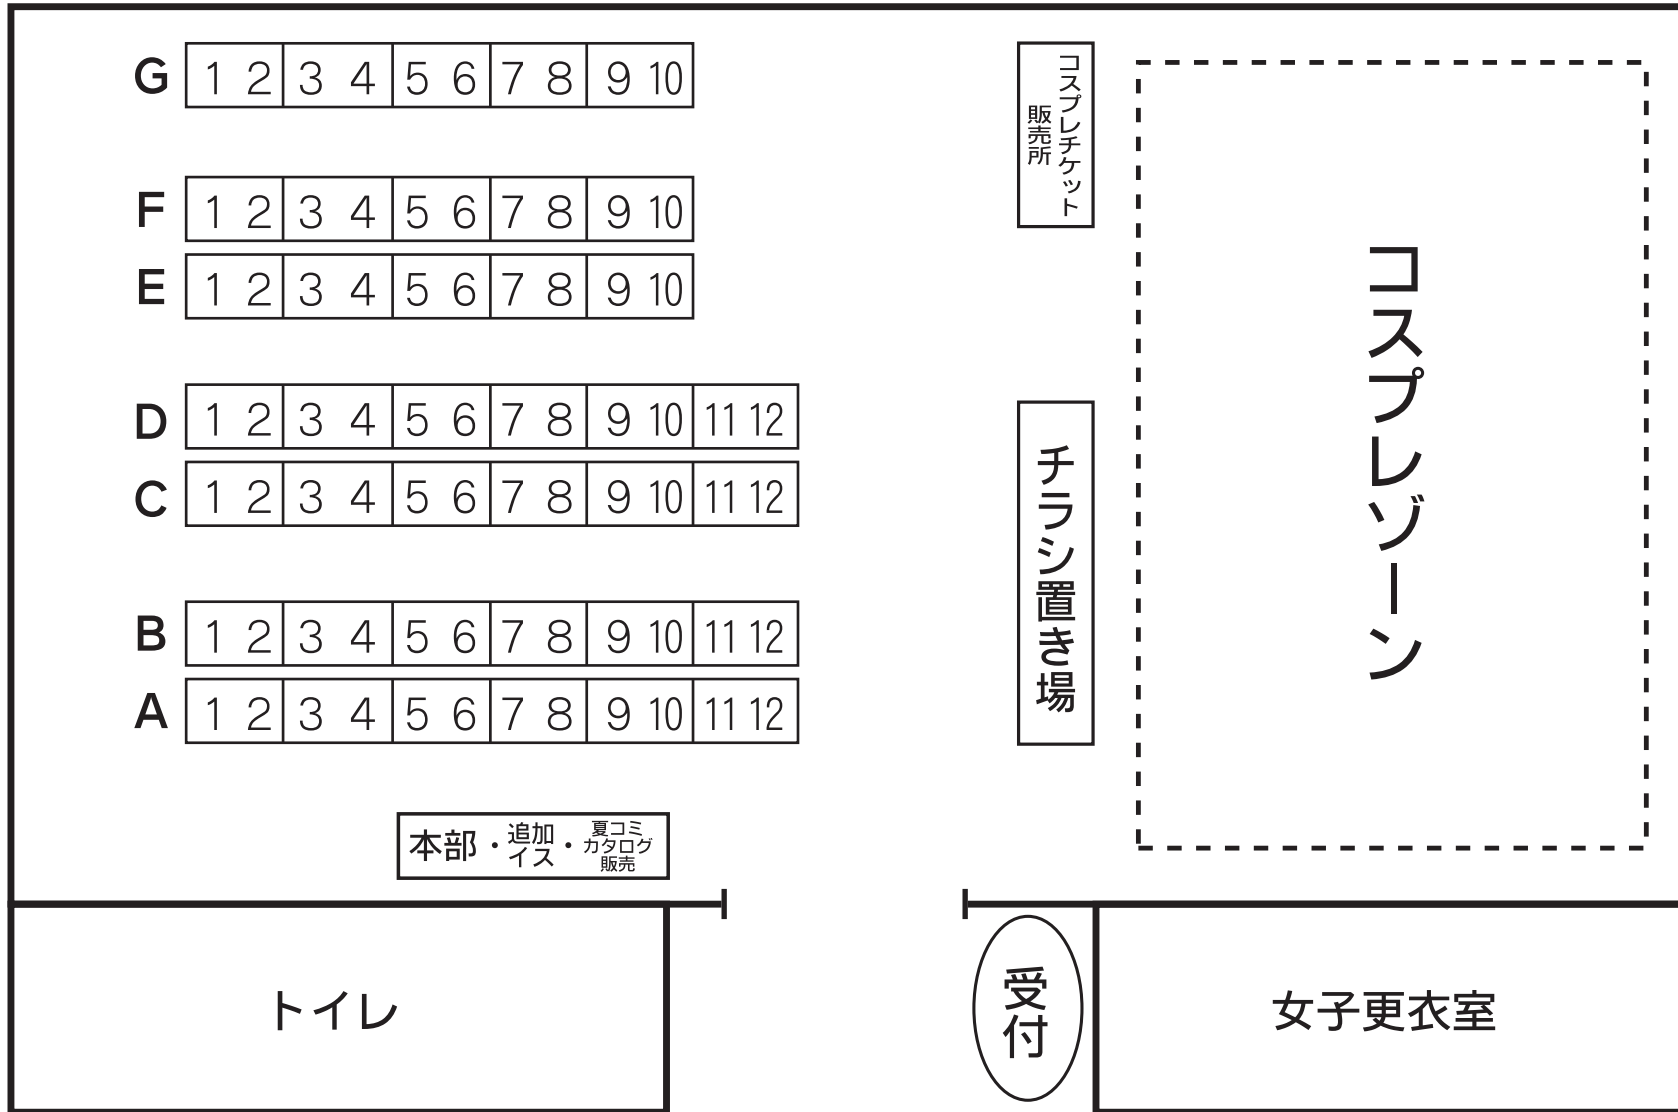 G 1 2 3 4 5 6 7 8 9 10
F 1 2 3 4 5 6 7 8 9 10
E 1 2 3 4 5 6 7 8 9 10
D 1 2 3 4 5 6 7 8 9 10 11 12
C 1 2 3 4 5 6 7 8 9 10 11 12
B 1 2 3 4 5 6 7 8 9 10 11 12
A 1 2 3 4 5 6 7 8 9 10 11 12
コスプレチケット
販売所
チラシ置き場
コスプレゾーン
本部・追加イス・夏コミカタログ販売
トイレ
受付
女子更衣室